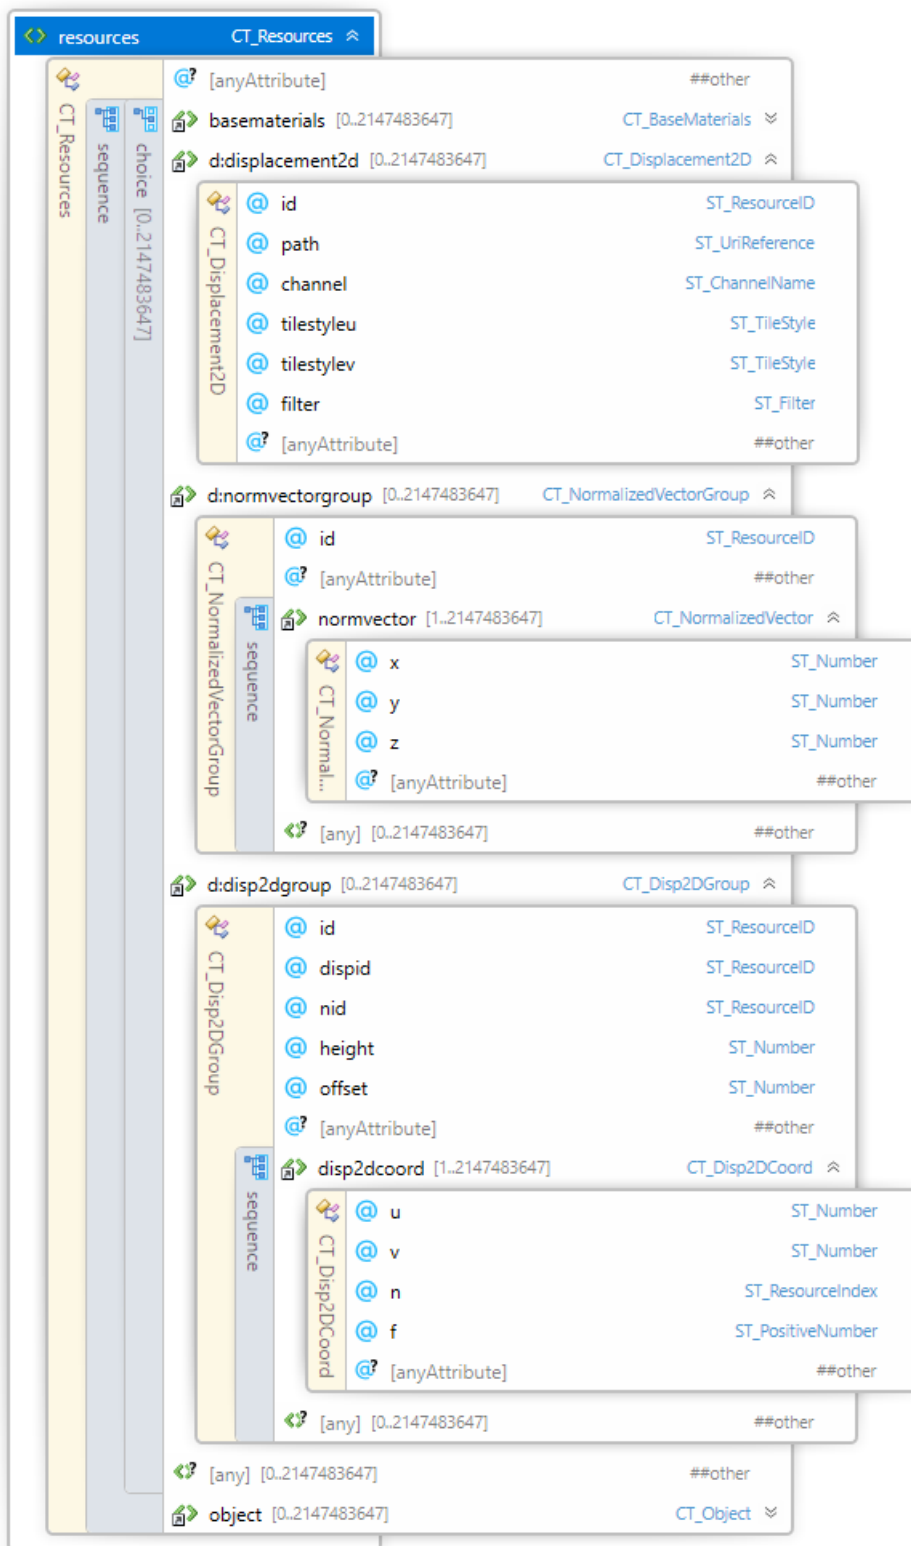 resources CT_Resources
CT_Resources
sequence
choice [0..2147483647]
[anyAttribute] ##other
basematerials [0..2147483647] CT_BaseMaterials
d:displacement2d [0..2147483647] CT_Displacement2D
CT_Displacement2D
id ST_ResourceID
path ST_UriReference
channel ST_ChannelName
tilestyleu ST_TileStyle
tilestylev ST_TileStyle
filter ST_Filter
[anyAttribute] ##other
d:normvectorgroup [0..2147483647] CT_NormalizedVectorGroup
CT_NormalizedVectorGroup
id ST_ResourceID
[anyAttribute] ##other
sequence
normvector [1..2147483647] CT_NormalizedVector
CT_Normal...
x ST_Number
y ST_Number
z ST_Number
[anyAttribute] ##other
[any] [0..2147483647] ##other
d:disp2dgroup [0..2147483647] CT_Disp2DGroup
CT_Disp2DGroup
id ST_ResourceID
dispid ST_ResourceID
nid ST_ResourceID
height ST_Number
offset ST_Number
[anyAttribute] ##other
sequence
disp2dcoord [1..2147483647] CT_Disp2DCoord
CT_Disp2DCoord
u ST_Number
v ST_Number
n ST_ResourceIndex
f ST_PositiveNumber
[anyAttribute] ##other
[any] [0..2147483647] ##other
[any] [0..2147483647] ##other
object [0..2147483647] CT_Object